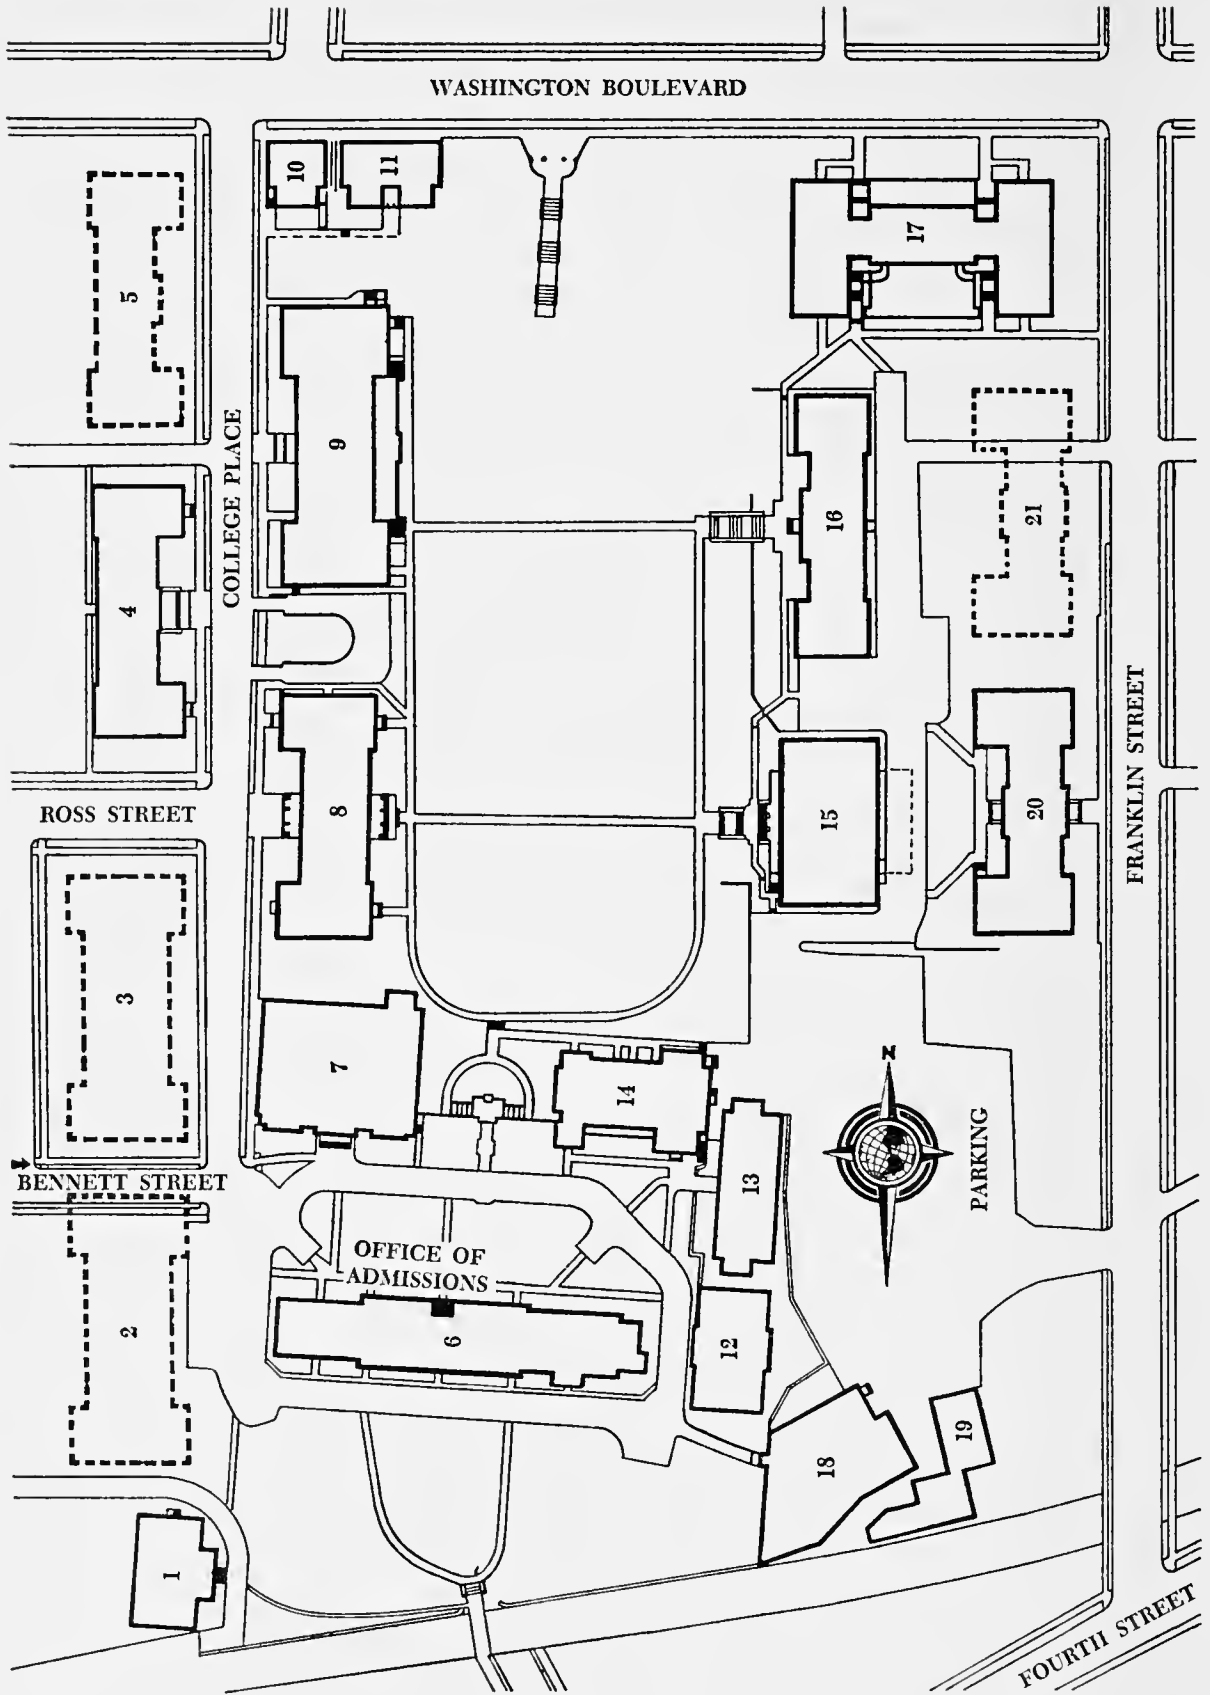 WASHINGTON BOULEVARD
10
11
17
5
COLLEGE PLACE
9
16
21
4
FRANKLIN STREET
ROSS STREET
8
15
20
3
7
14
N
BENNETT STREET
13
PARKING
OFFICE OF
ADMISSIONS
2
6
12
19
18
1
FOURTH STREET